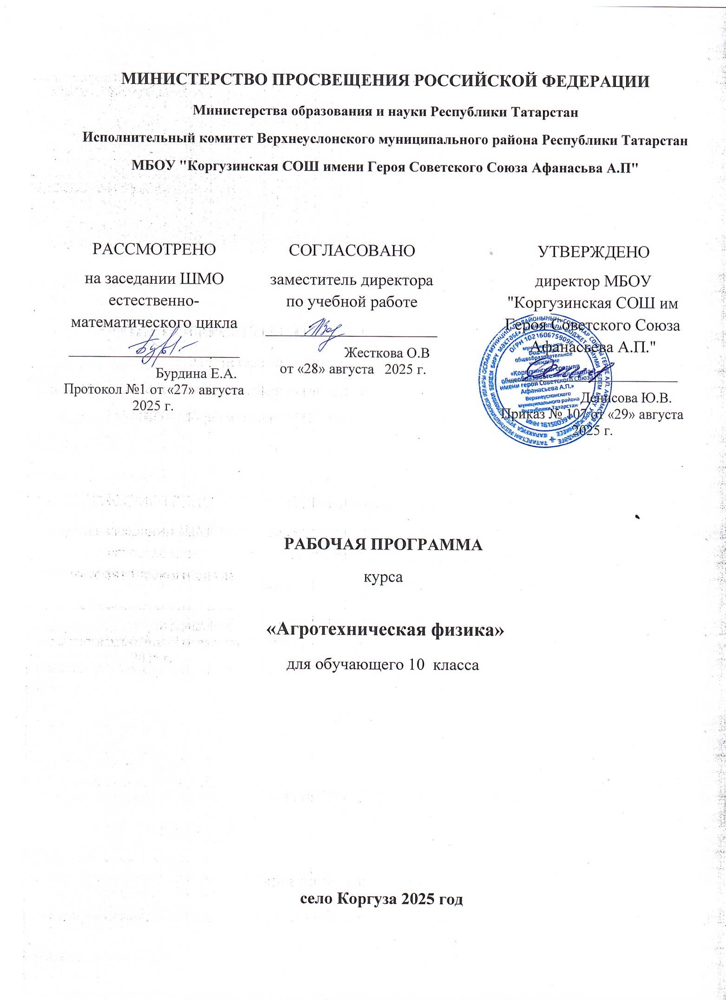 МИНИСТЕРСТВО ПРОСВЕЩЕНИЯ РОССИЙСКОЙ ФЕДЕРАЦИИ
Министерства образования и науки Республики Татарстан
Исполнительный комитет Верхнеуслонского муниципального района Республики Татарстан
МБОУ "Коргузинская СОШ имени Героя Советского Союза Афанасьва А.П"
РАССМОТРЕНО
на заседании ШМО
естественно-
математического цикла
Бурдина Е.А.
Протокол №1 от «27» августа
2025 г.
СОГЛАСОВАНО
заместитель директора
по учебной работе
Жесткова О.В
от «28» августа 2025 г.
УТВЕРЖДЕНО
директор МБОУ
"Коргузинская СОШ им
Героя Советского Союза
Афанасьева А.П."
Денисова Ю.В.
Приказ № 107 от «29» августа
2025 г.
ОГРН 1021606759096
муниципальное
бюджетное
общеобразовательное
учреждение
«Коргузинская средняя
общеобразовательная школа
имени героя Советского Союза
Афанасьева А.П.»
Верхнеуслонского
муниципального района
Республики Татарстан
РАБОЧАЯ ПРОГРАММА
курса
«Агротехническая физика»
для обучающего 10 класса
село Коргуза 2025 год